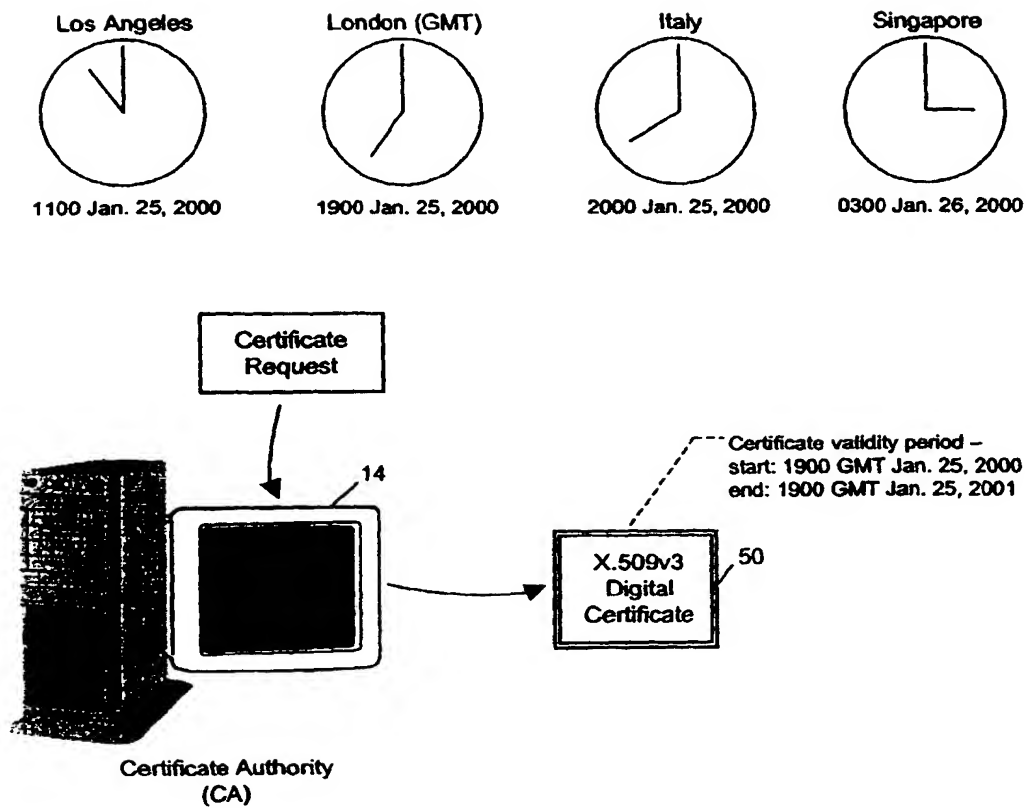 Los Angeles
London (GMT)
Italy
Singapore
1100 Jan. 25, 2000
1900 Jan. 25, 2000
2000 Jan. 25, 2000
0300 Jan. 26, 2000
Certificate
Request
14
Certificate validity period –
start: 1900 GMT Jan. 25, 2000
end: 1900 GMT Jan. 25, 2001
X.509v3
Digital
Certificate
50
Certificate Authority
(CA)